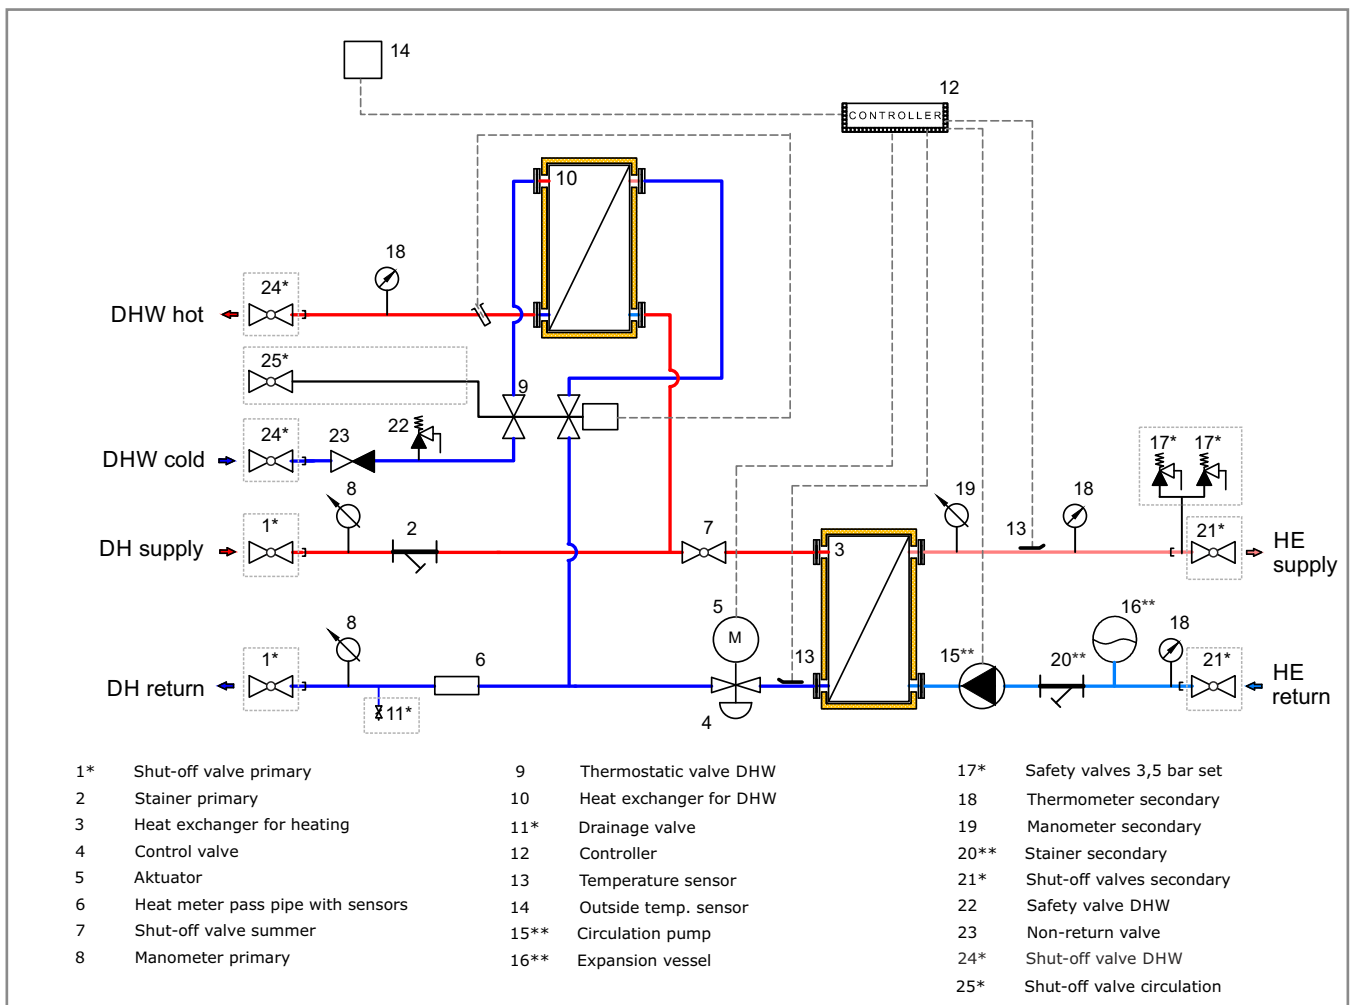 14
12
CONTROLLER
10
18
24*
DHW hot
25*
9
22
24*
23
DHW cold
17*
17*
8
19
18
1*
2
7
13
21*
DH supply
3
HE
supply
5
16**
8
M
18
1*
6
13
15**
20**
21*
DH return
HE
return
11*
4
1* Shut-off valve primary
2 Stainer primary
3 Heat exchanger for heating
4 Control valve
5 Aktuator
6 Heat meter pass pipe with sensors
7 Shut-off valve summer
8 Manometer primary
9 Thermostatic valve DHW
10 Heat exchanger for DHW
11* Drainage valve
12 Controller
13 Temperature sensor
14 Outside temp. sensor
15** Circulation pump
16** Expansion vessel
17* Safety valves 3,5 bar set
18 Thermometer secondary
19 Manometer secondary
20** Stainer secondary
21* Shut-off valves secondary
22 Safety valve DHW
23 Non-return valve
24* Shut-off valve DHW
25* Shut-off valve circulation